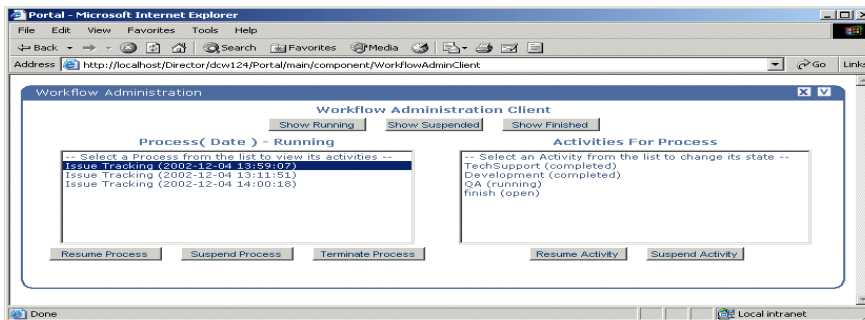 Portal - Microsoft Internet Explorer
File Edit View Favorites Tools Help
Back Search Favorites Media
Address http://localhost/Director/dcw124/Portal/main/component/WorkflowAdminClient Go Links
Workflow Administration
Workflow Administration Client
Show Running Show Suspended Show Finished
Process( Date ) - Running
-- Select a Process from the list to view its activities --
Issue Tracking (2002-12-04 13:59:07)
Issue Tracking (2002-12-04 13:11:51)
Issue Tracking (2002-12-04 14:00:18)
Resume Process Suspend Process Terminate Process
Activities For Process
-- Select an Activity from the list to change its state --
TechSupport (completed)
Development (completed)
QA (running)
finish (open)
Resume Activity Suspend Activity
Done Local intranet